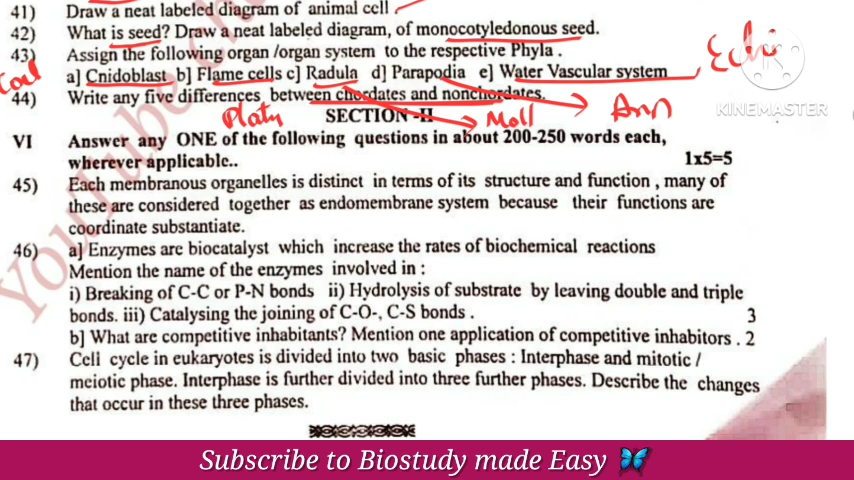 41) Draw a neat labeled diagram of animal cell
42) What is seed? Draw a neat labeled diagram, of monocotyledonous seed.
43) Assign the following organ /organ system to the respective Phyla .
a] Cnidoblast b] Flame cells c] Radula d] Parapodia e] Water Vascular system
Echi
Coel
44) Write any five differences between chordates and nonchordates.
Platy
Moll
Ann
KINEMASTER
SECTION -II
VI Answer any ONE of the following questions in about 200-250 words each,
wherever applicable.. 1x5=5
45) Each membranous organelles is distinct in terms of its structure and function , many of
these are considered together as endomembrane system because their functions are
coordinate substantiate.
46) a] Enzymes are biocatalyst which increase the rates of biochemical reactions
Mention the name of the enzymes involved in :
i) Breaking of C-C or P-N bonds ii) Hydrolysis of substrate by leaving double and triple
bonds. iii) Catalysing the joining of C-O-, C-S bonds . 3
b] What are competitive inhabitants? Mention one application of competitive inhabitors . 2
47) Cell cycle in eukaryotes is divided into two basic phases : Interphase and mitotic /
meiotic phase. Interphase is further divided into three further phases. Describe the changes
that occur in these three phases.
Subscribe to Biostudy made Easy 🦋